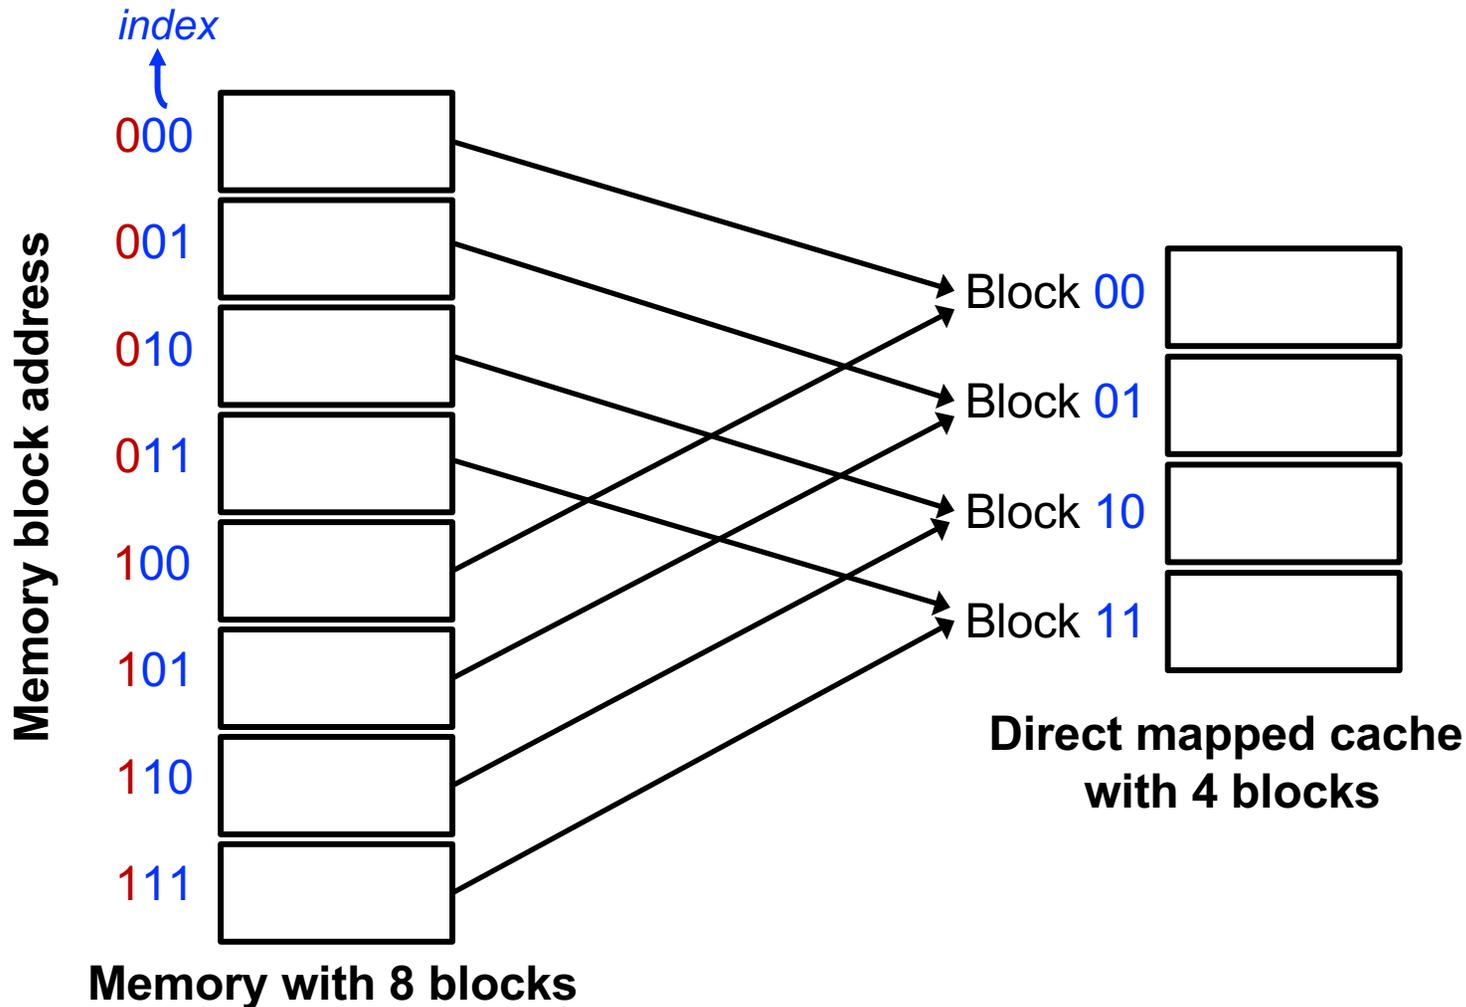 index
000
001
010
011
100
101
110
111
Memory block address
Memory with 8 blocks
Block 00
Block 01
Block 10
Block 11
Direct mapped cache
with 4 blocks